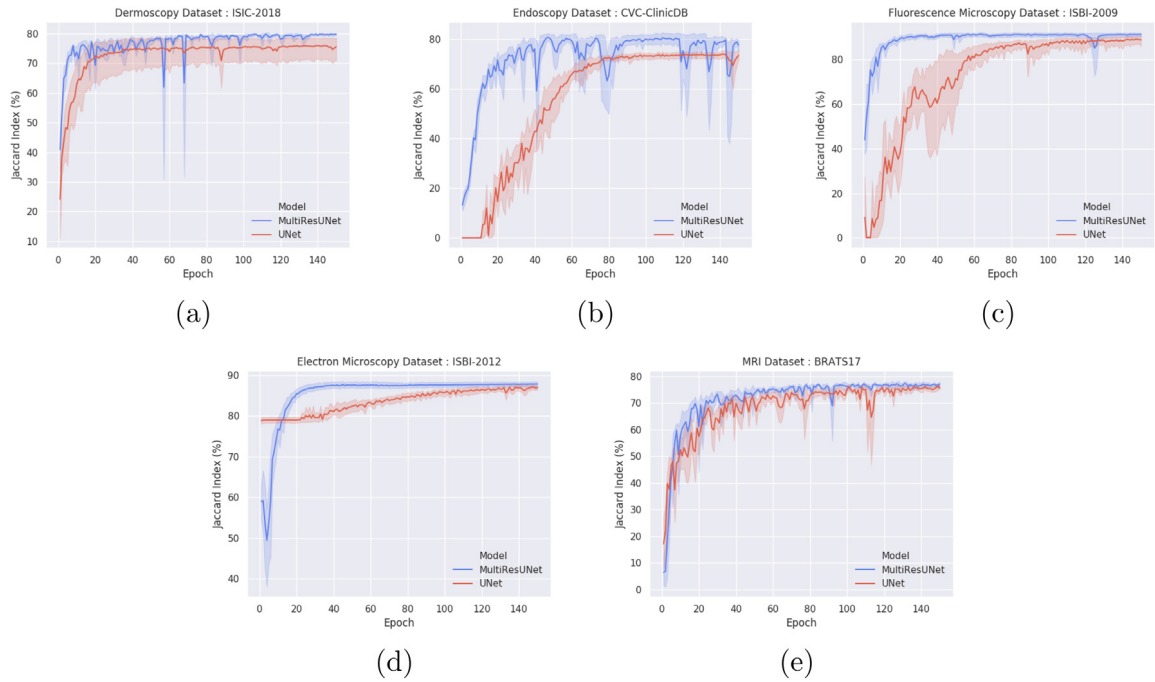 Dermoscopy Dataset : ISIC-2018
80
70
60
50
40
30
20
10
Jaccard Index (%)
0 20 40 60 80 100 120 140
Epoch
Model
MultiResUNet
UNet
(a)
Endoscopy Dataset : CVC-ClinicDB
80
60
40
20
0
Jaccard Index (%)
0 20 40 60 80 100 120 140
Epoch
Model
MultiResUNet
UNet
(b)
Fluorescence Microscopy Dataset : ISBI-2009
80
60
40
20
0
Jaccard Index (%)
0 20 40 60 80 100 120 140
Epoch
Model
MultiResUNet
UNet
(c)
Electron Microscopy Dataset : ISBI-2012
90
80
70
60
50
40
Jaccard Index (%)
0 20 40 60 80 100 120 140
Epoch
Model
MultiResUNet
UNet
(d)
MRI Dataset : BRATS17
80
70
60
50
40
30
20
10
0
Jaccard Index (%)
0 20 40 60 80 100 120 140
Epoch
Model
MultiResUNet
UNet
(e)